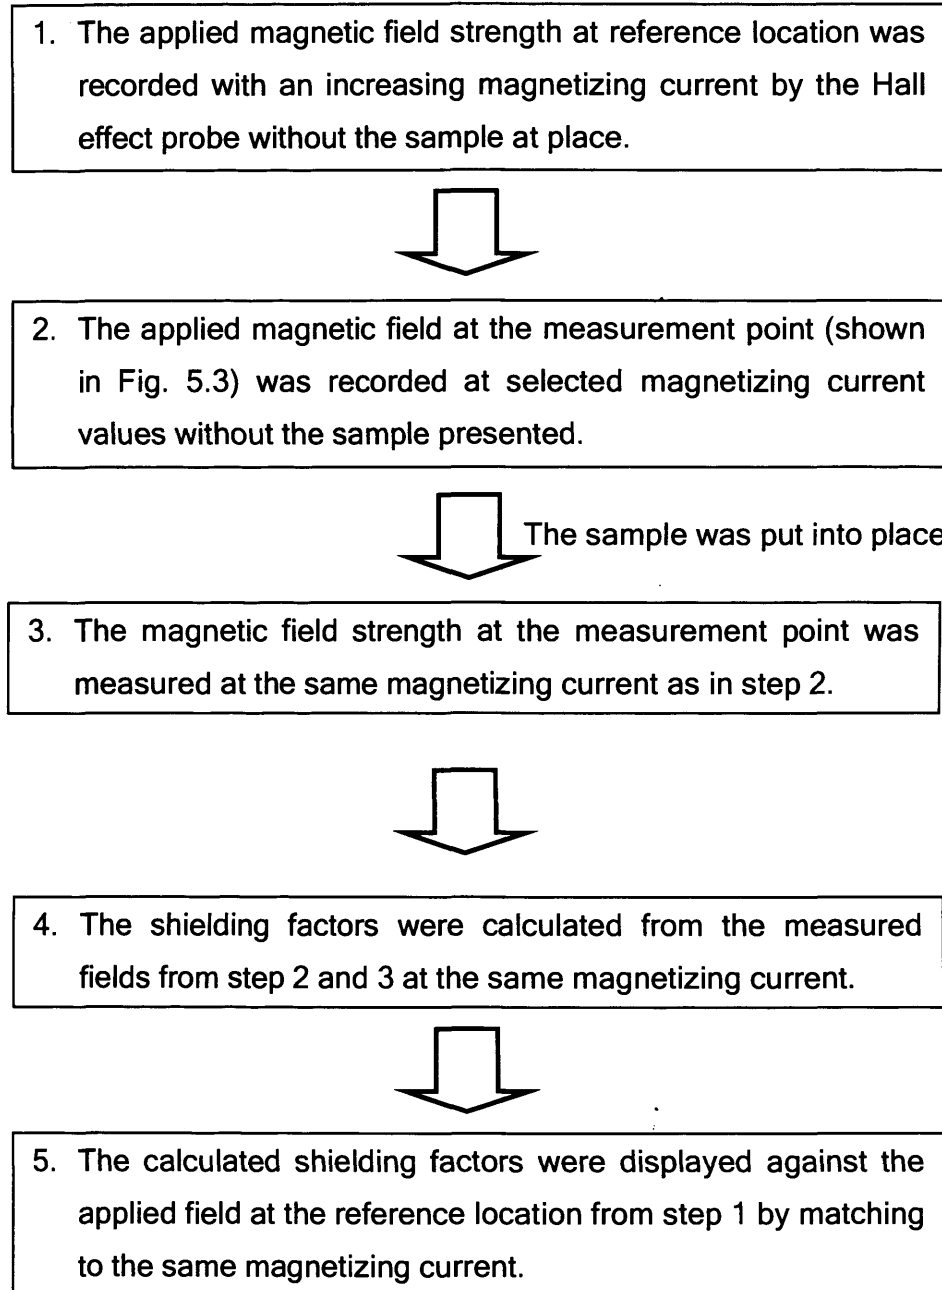 1. The applied magnetic field strength at reference location was
recorded with an increasing magnetizing current by the Hall
effect probe without the sample at place.
2. The applied magnetic field at the measurement point (shown
in Fig. 5.3) was recorded at selected magnetizing current
values without the sample presented.
The sample was put into place
3. The magnetic field strength at the measurement point was
measured at the same magnetizing current as in step 2.
4. The shielding factors were calculated from the measured
fields from step 2 and 3 at the same magnetizing current.
5. The calculated shielding factors were displayed against the
applied field at the reference location from step 1 by matching
to the same magnetizing current.